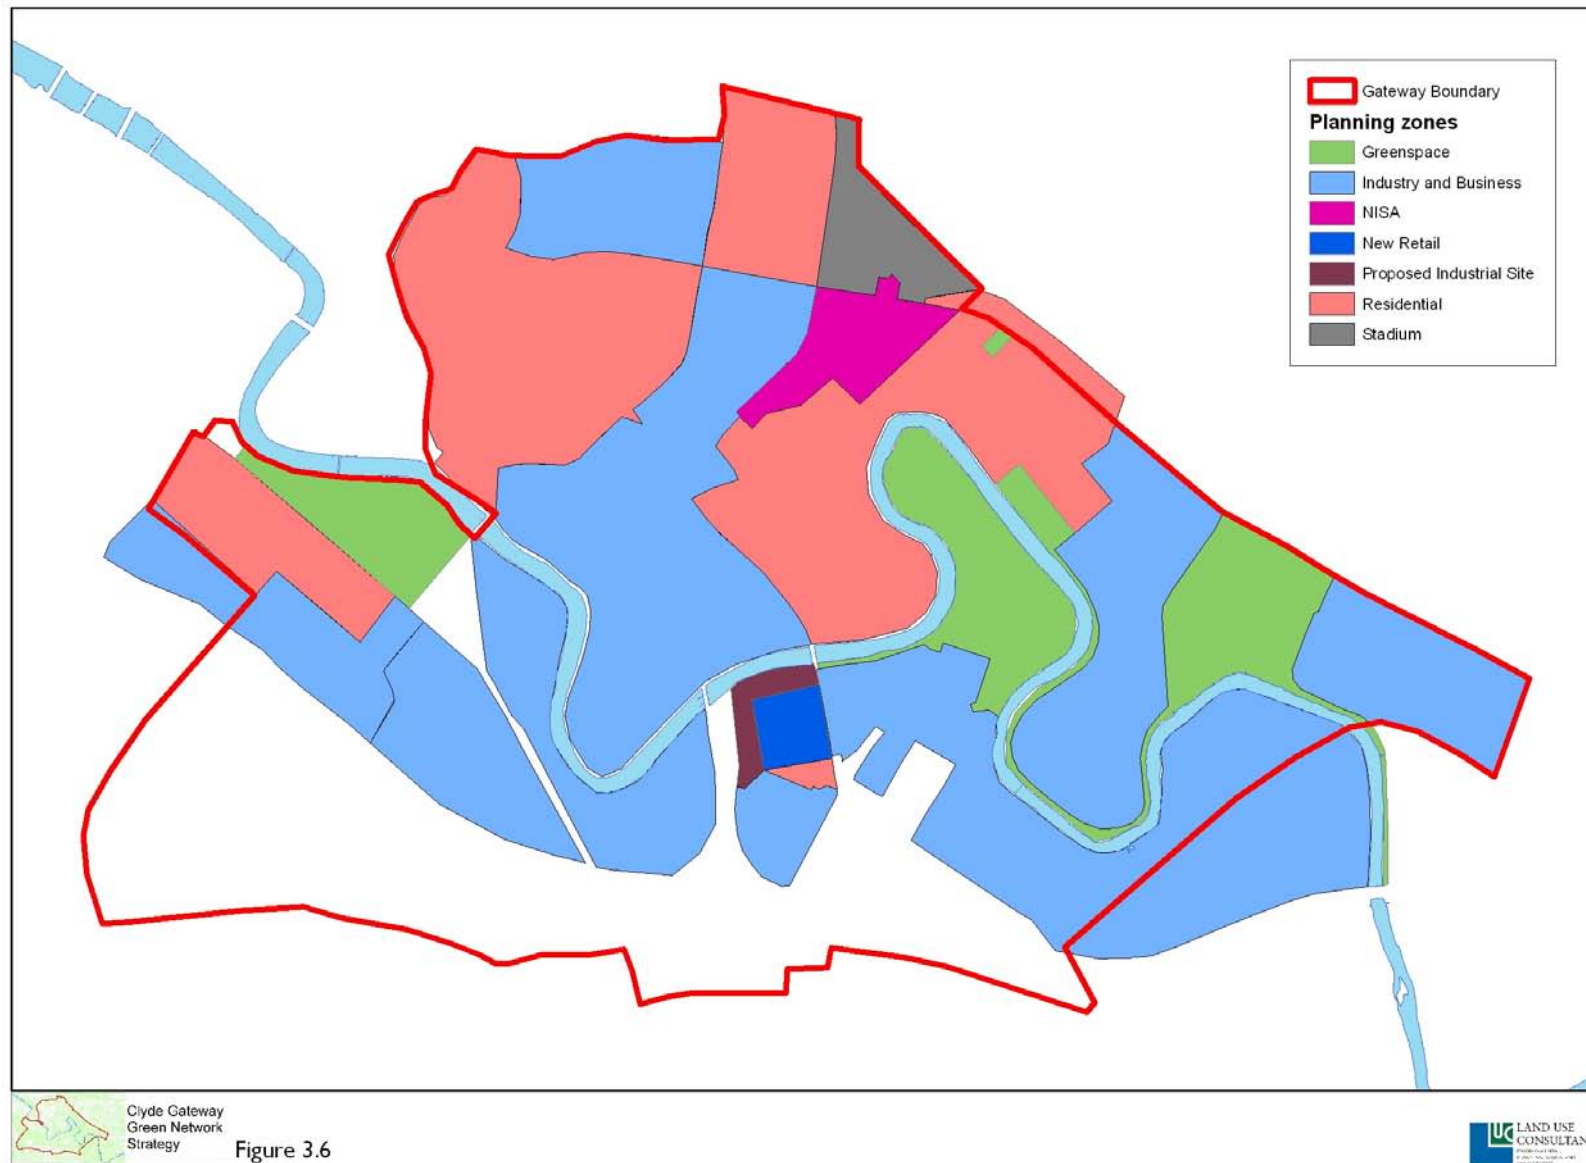 Gateway Boundary
Planning zones
Greenspace
Industry and Business
NISA
New Retail
Proposed Industrial Site
Residential
Stadium
Clyde Gateway
Green Network
Strategy
Figure 3.6
LUC
LAND USE
CONSULTAN